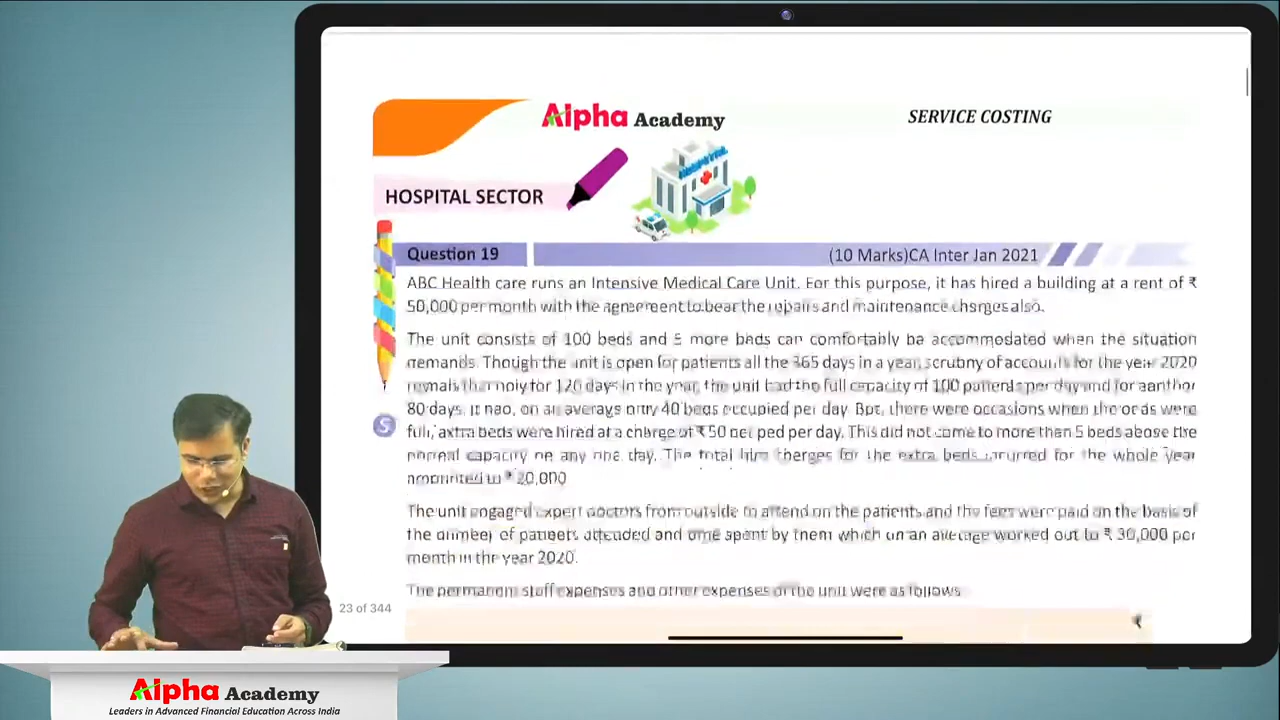 Alpha Academy
SERVICE COSTING
HOSPITAL
HOSPITAL SECTOR
Question 19
(10 Marks)CA Inter Jan 2021
ABC Health care runs an Intensive Medical Care Unit. For this purpose, it has hired a building at a rent of ₹
50,000 per month with the agreement to bear the repairs and maintenance charges also.
The unit consists of 100 beds and 5 more beds can comfortably be accommodated when the situation
demands. Though the unit is open for patients all the 365 days in a year, scrutiny of accounts for the year 2020
reveals that only for 120 days in the year, the unit had the full capacity of 100 patients per day and for another
80 days, it had, on an average only 40 beds occupied per day. But, there were occasions when the beds were
full, extra beds were hired at a charge of ₹ 50 per bed per day. This did not come to more than 5 beds above the
normal capacity on any one day. The total hire charges for the extra beds incurred for the whole year
amounted to ₹ 20,000
The unit engaged expert doctors from outside to attend on the patients and the fees were paid on the basis of
the number of patients attended and time spent by them which on an average worked out to ₹ 30,000 per
month in the year 2020.
The permanent staff expenses and other expenses of the unit were as follows
S
23 of 344
₹
Alpha Academy
Leaders in Advanced Financial Education Across India